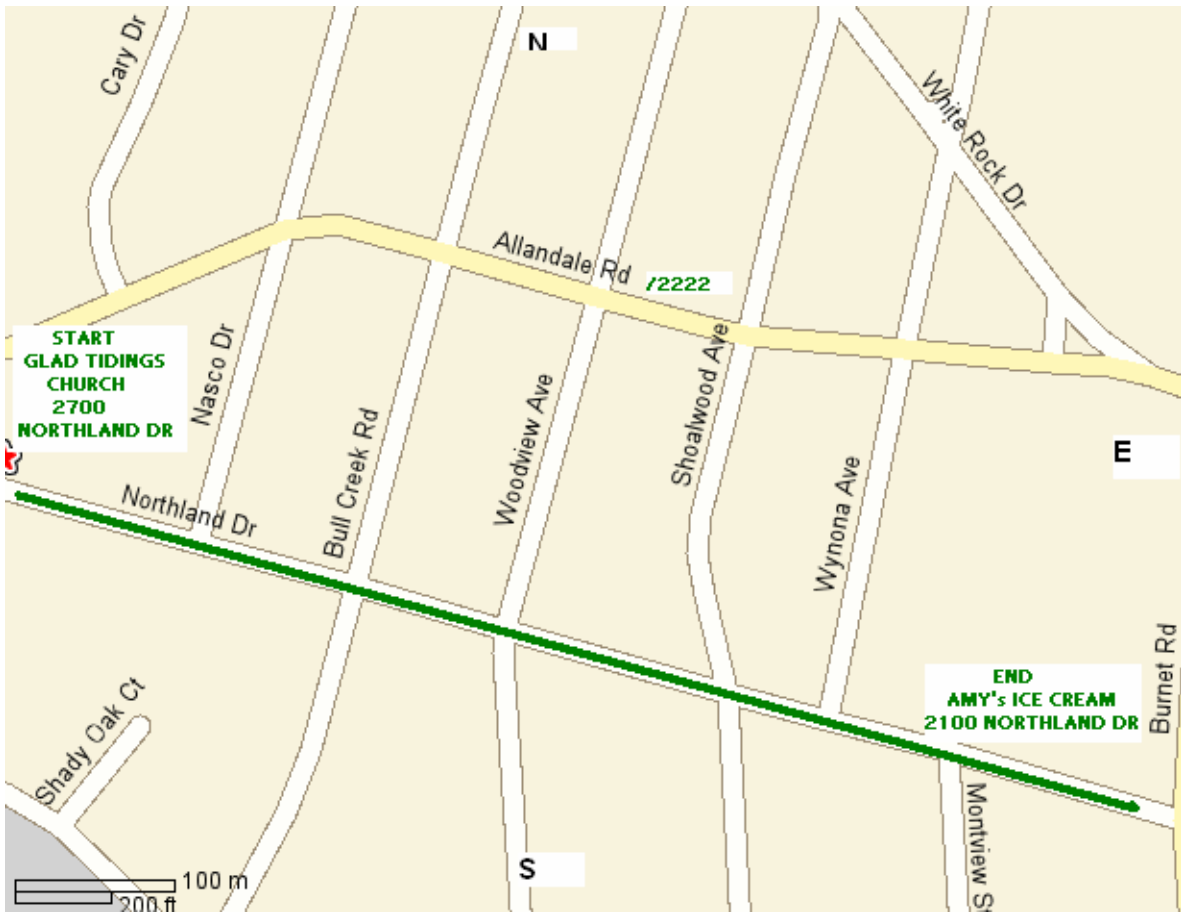 N
Cary Dr
White Rock Dr
Allandale Rd
/2222
START
GLAD TIDINGS
CHURCH
2700
NORTHLAND DR
Nasco Dr
Bull Creek Rd
Woodview Ave
Shoalwood Ave
Wynona Ave
E
Northland Dr
Burnet Rd
END
AMY's ICE CREAM
2100 NORTHLAND DR
Shady Oak Ct
Montview St
S
100 m
200 ft